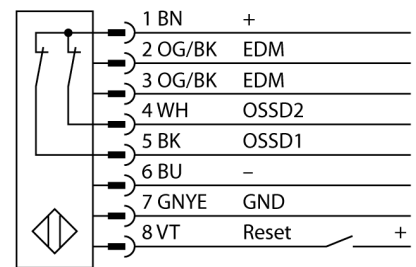 1 BN +
2 OG/BK EDM
3 OG/BK EDM
4 WH OSSD2
5 BK OSSD1
6 BU –
7 GNYE GND
8 VT Reset +